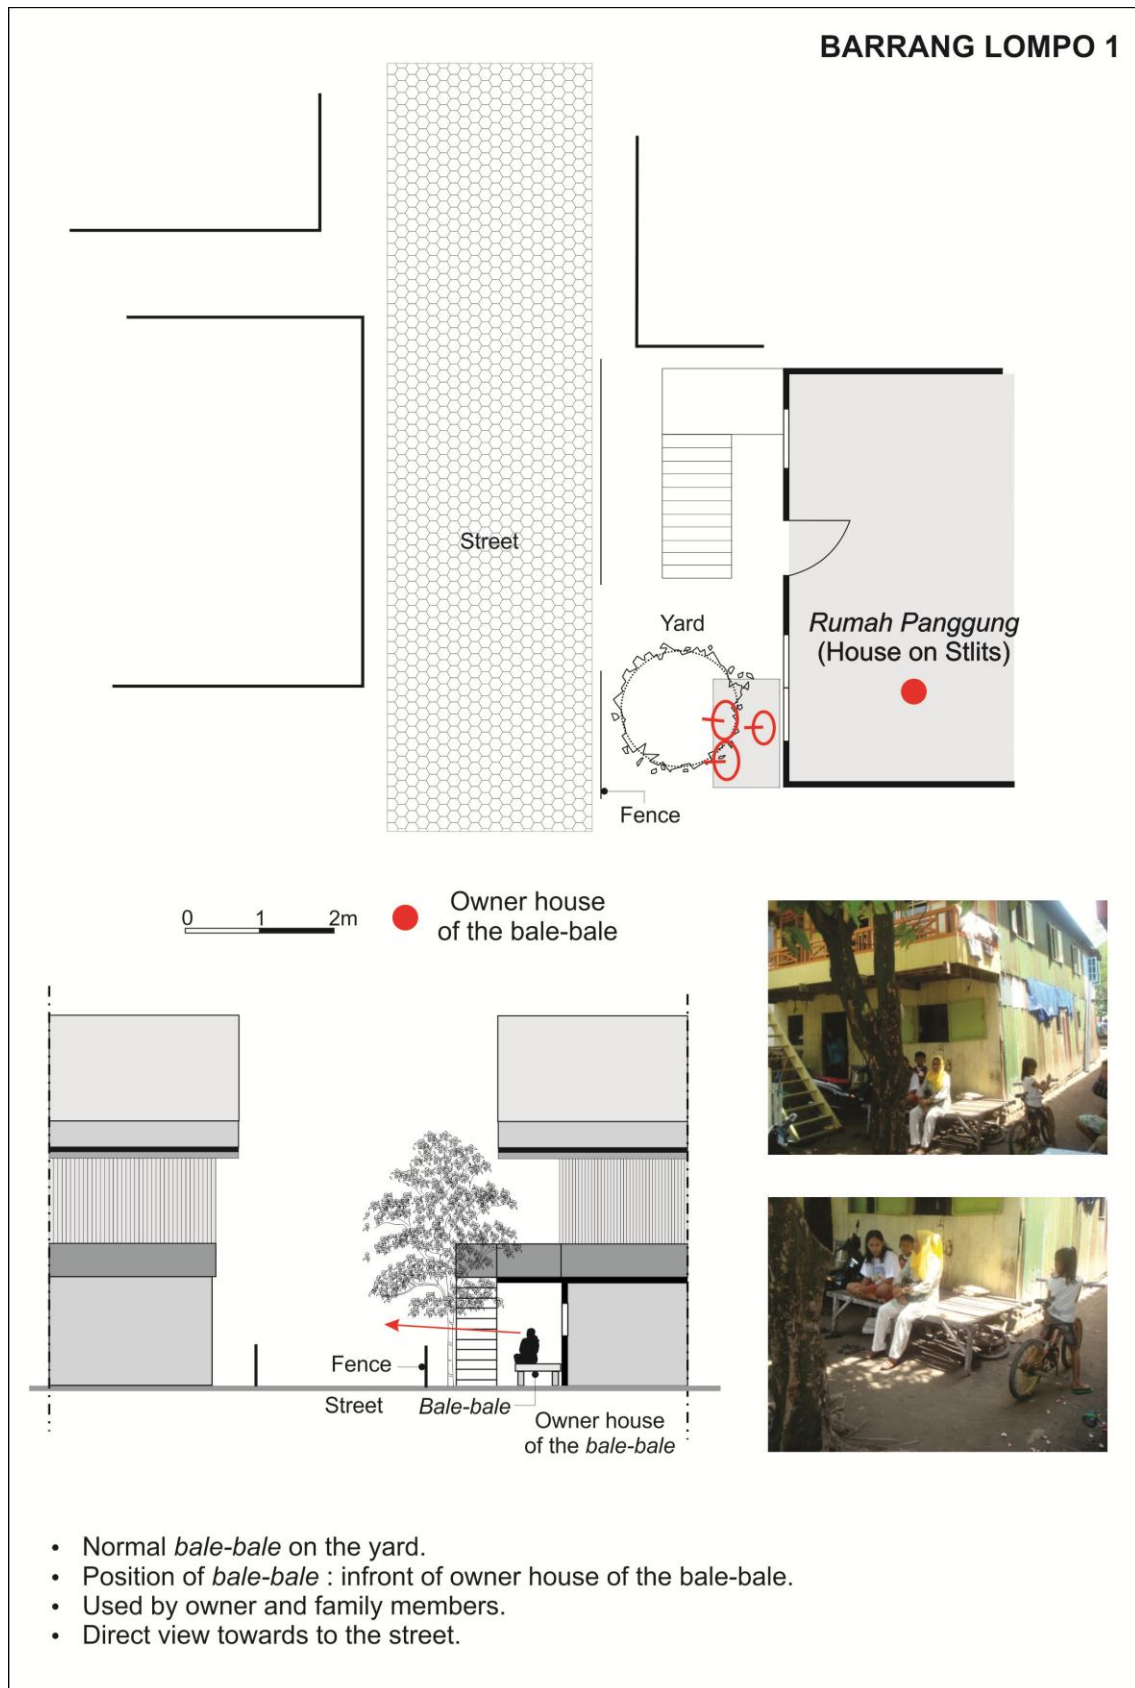 BARRANG LOMPO 1
Street
Yard
Rumah Panggung
(House on Stlits)
Fence
0 1 2m
Owner house
of the bale-bale
Fence
Street
Bale-bale
Owner house
of the bale-bale
• Normal bale-bale on the yard.
• Position of bale-bale : infront of owner house of the bale-bale.
• Used by owner and family members.
• Direct view towards to the street.